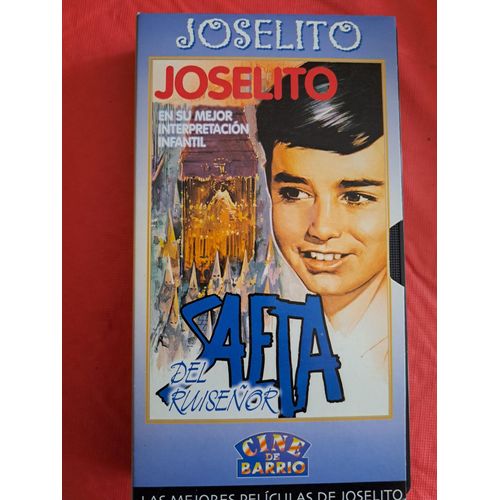 JOSELITO
JOSELITO
EN SU MEJOR
INTERPRETACIÓN
INFANTIL
SAETA
DEL
RUISEÑOR
CINE
DE
BARRIO
LAS MEJORES PELÍCULAS DE JOSELITO